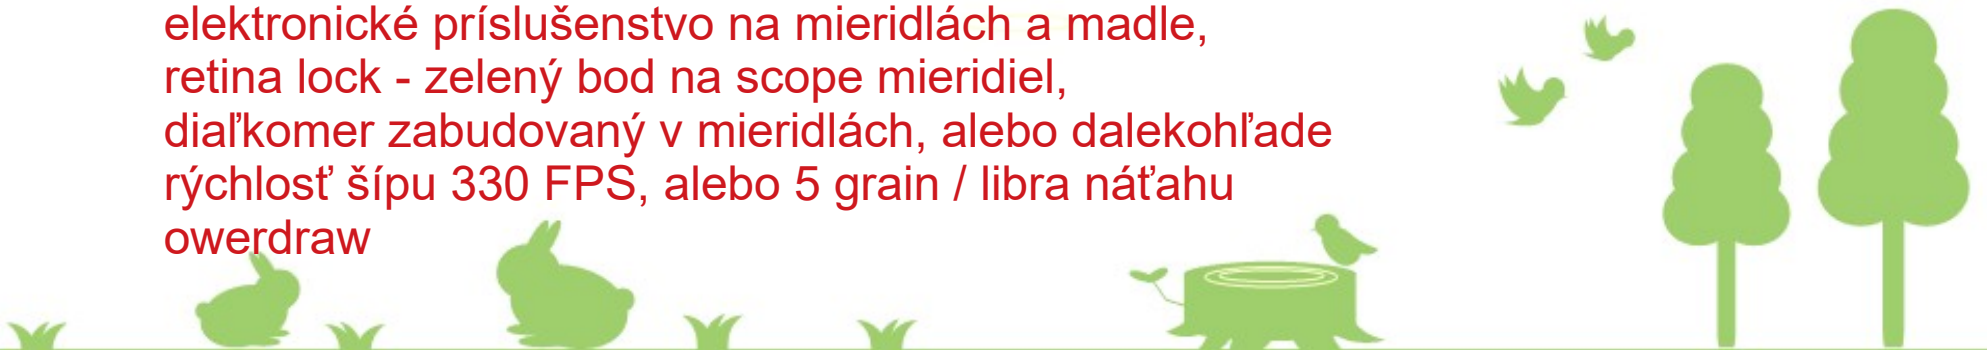 elektronické príslušenstvo na mieridlách a madle,
retina lock - zelený bod na scope mieridiel,
diaľkomer zabudovaný v mieridlách, alebo dalekohľade
rýchlosť šípu 330 FPS, alebo 5 grain / libra náťahu
owerdraw